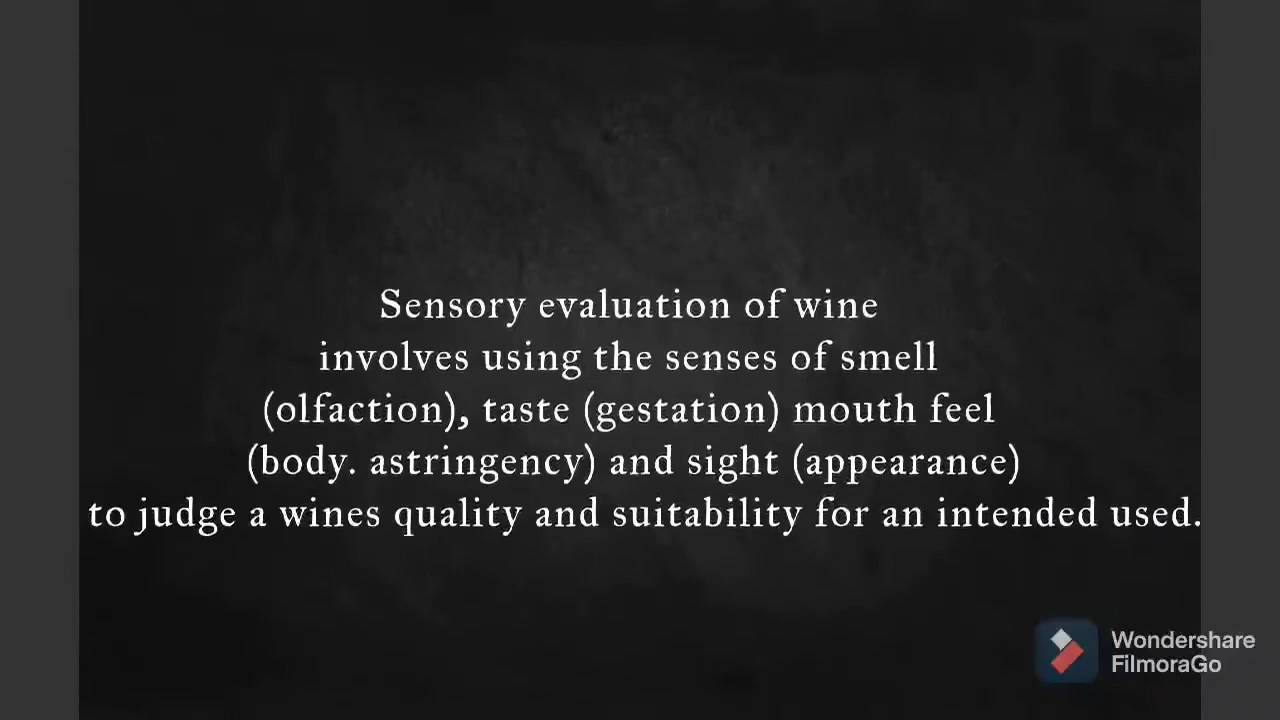 Sensory evaluation of wine
involves using the senses of smell
(olfaction), taste (gestation) mouth feel
(body. astringency) and sight (appearance)
to judge a wines quality and suitability for an intended used.
Wondershare
FilmoraGo